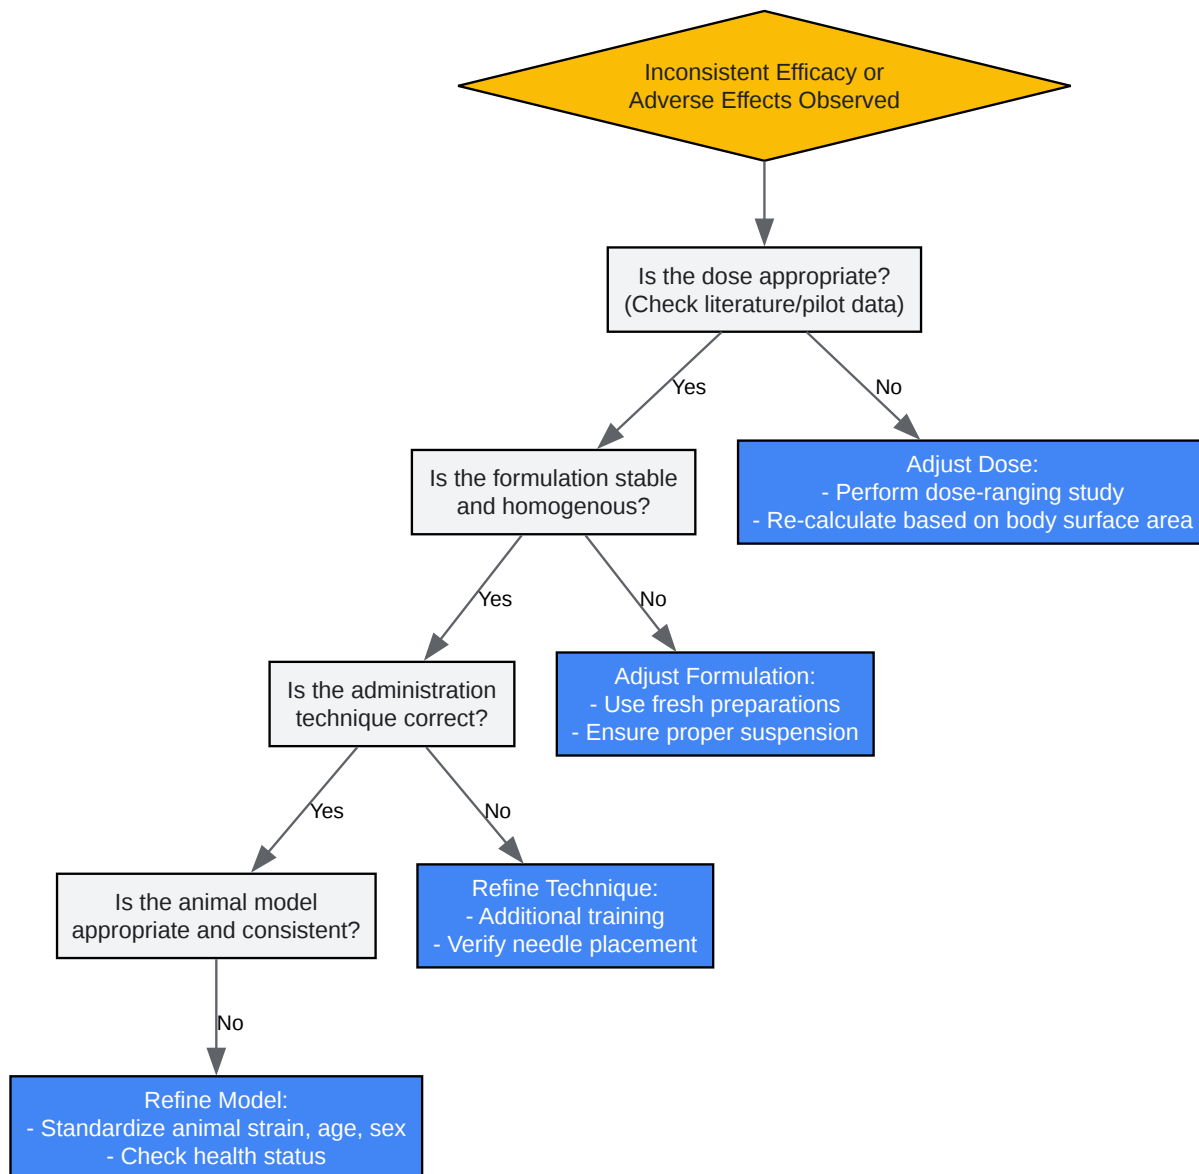 Inconsistent Efficacy or
Adverse Effects Observed
Is the dose appropriate?
(Check literature/pilot data)
Yes
No
Is the formulation stable
and homogenous?
Adjust Dose:
- Perform dose-ranging study
- Re-calculate based on body surface area
Yes
No
Is the administration
technique correct?
Adjust Formulation:
- Use fresh preparations
- Ensure proper suspension
Yes
No
Is the animal model
appropriate and consistent?
Refine Technique:
- Additional training
- Verify needle placement
No
Refine Model:
- Standardize animal strain, age, sex
- Check health status